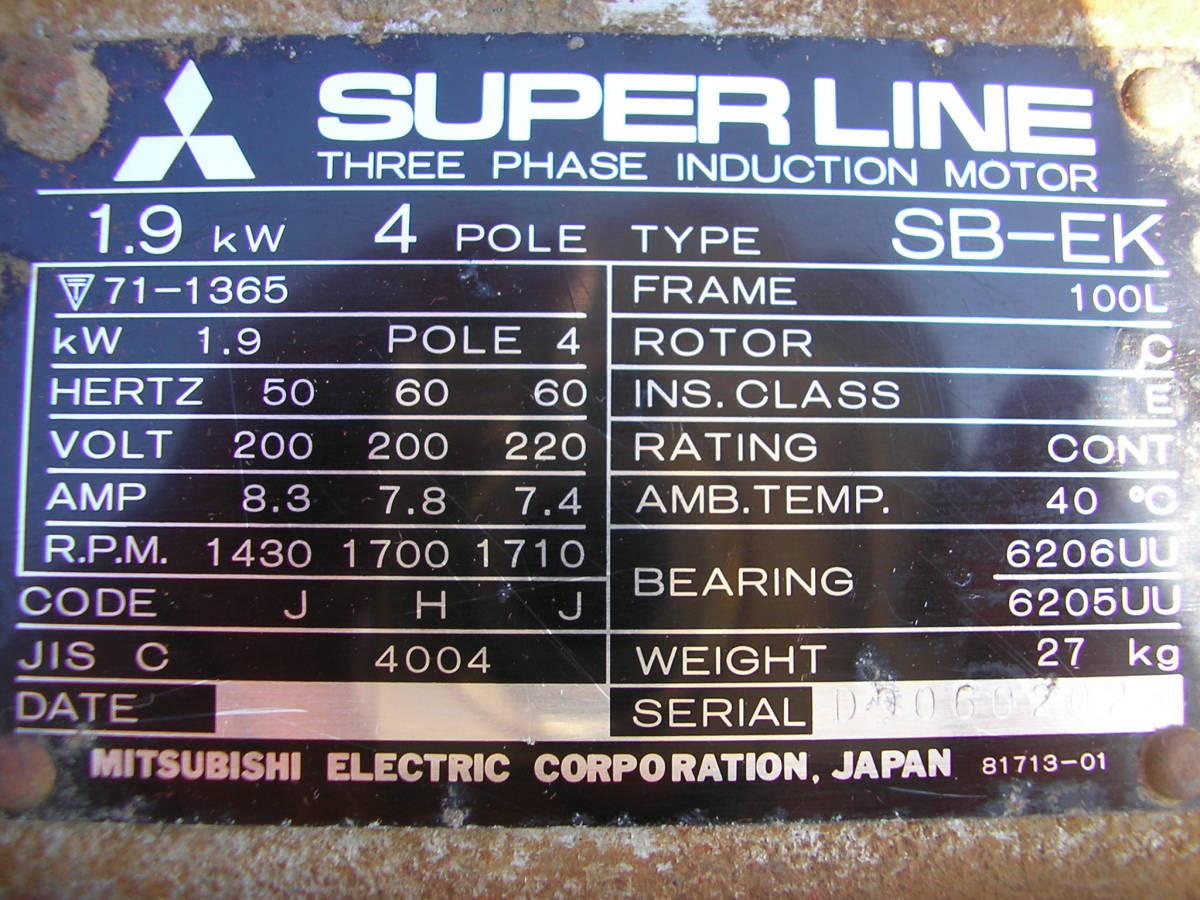 SUPER LINE
THREE PHASE INDUCTION MOTOR
1.9 kW 4 POLE TYPE SB-EK
71-1365
kW 1.9 POLE 4
HERTZ 50 60 60
VOLT 200 200 220
AMP 8.3 7.8 7.4
R.P.M. 1430 1700 1710
CODE J H J
JIS C 4004
DATE
FRAME 100L
ROTOR C
INS. CLASS E
RATING CONT
AMB. TEMP. 40 °C
BEARING 6206UU
6205UU
WEIGHT 27 kg
SERIAL
MITSUBISHI ELECTRIC CORPORATION, JAPAN 81713-01